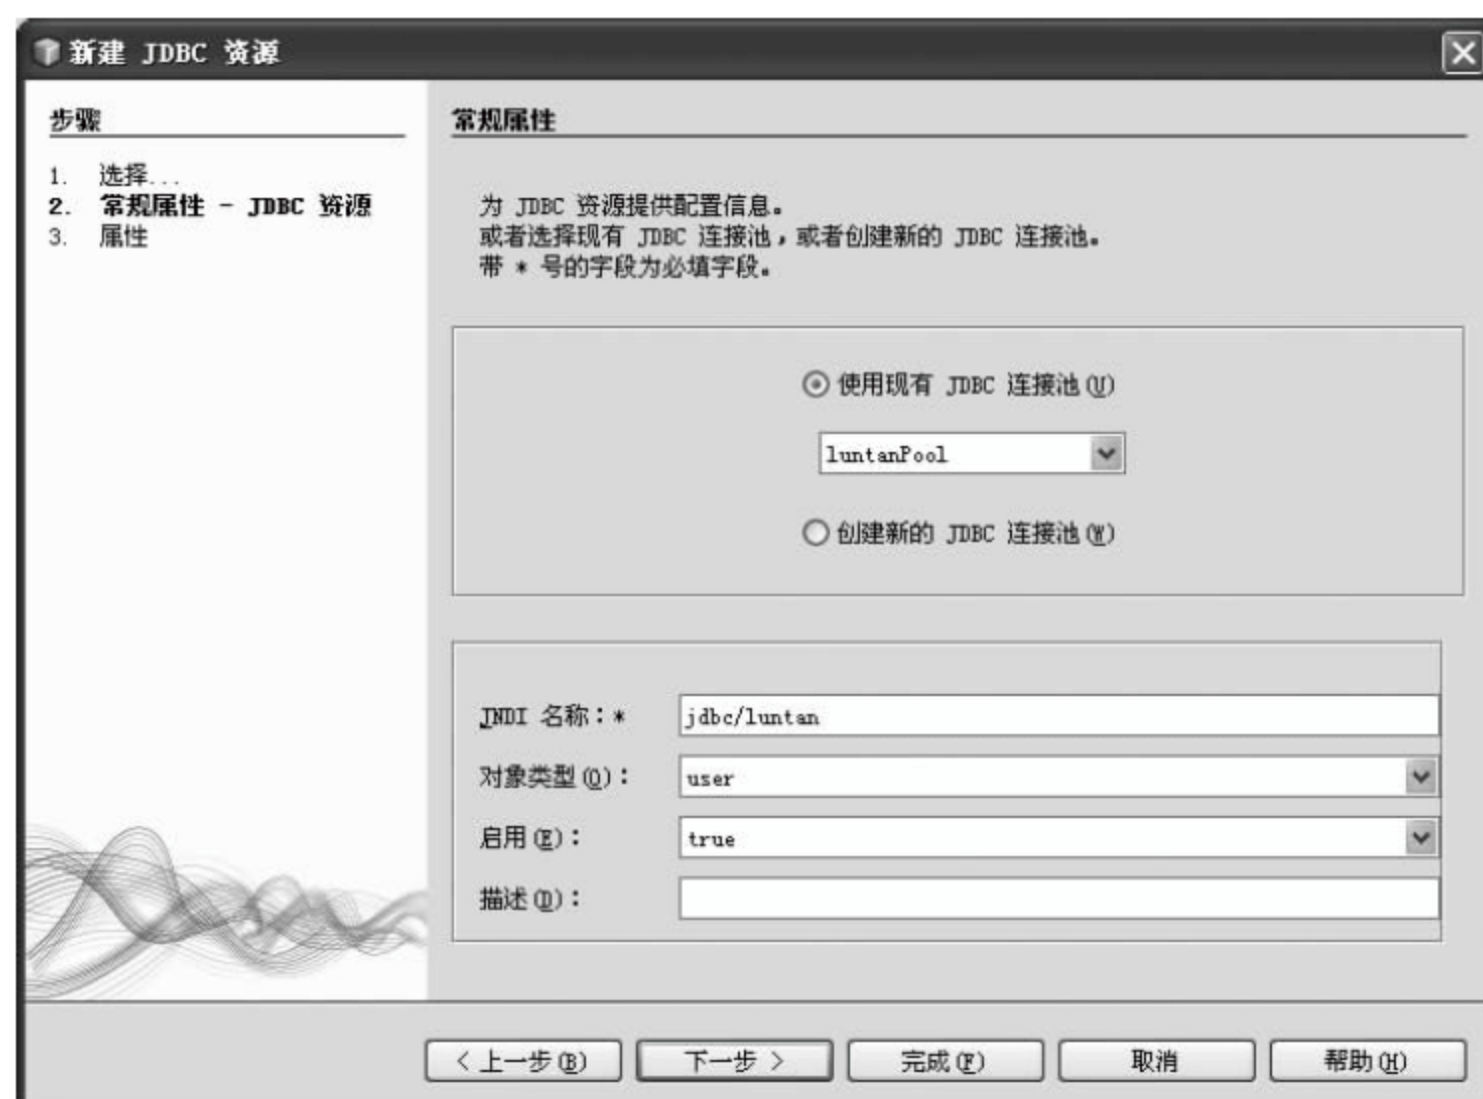 新建 JDBC 资源
步骤
1. 选择...
2. 常规属性 - JDBC 资源
3. 属性
常规属性
为 JDBC 资源提供配置信息。
或者选择现有 JDBC 连接池,或者创建新的 JDBC 连接池。
带 * 号的字段为必填字段。
使用现有 JDBC 连接池(U)
luntanPool
创建新的 JDBC 连接池(W)
JNDI 名称:* jdbc/luntan
对象类型(O): user
启用(E): true
描述(D):
< 上一步(B) 下一步 > 完成(F) 取消 帮助(H)